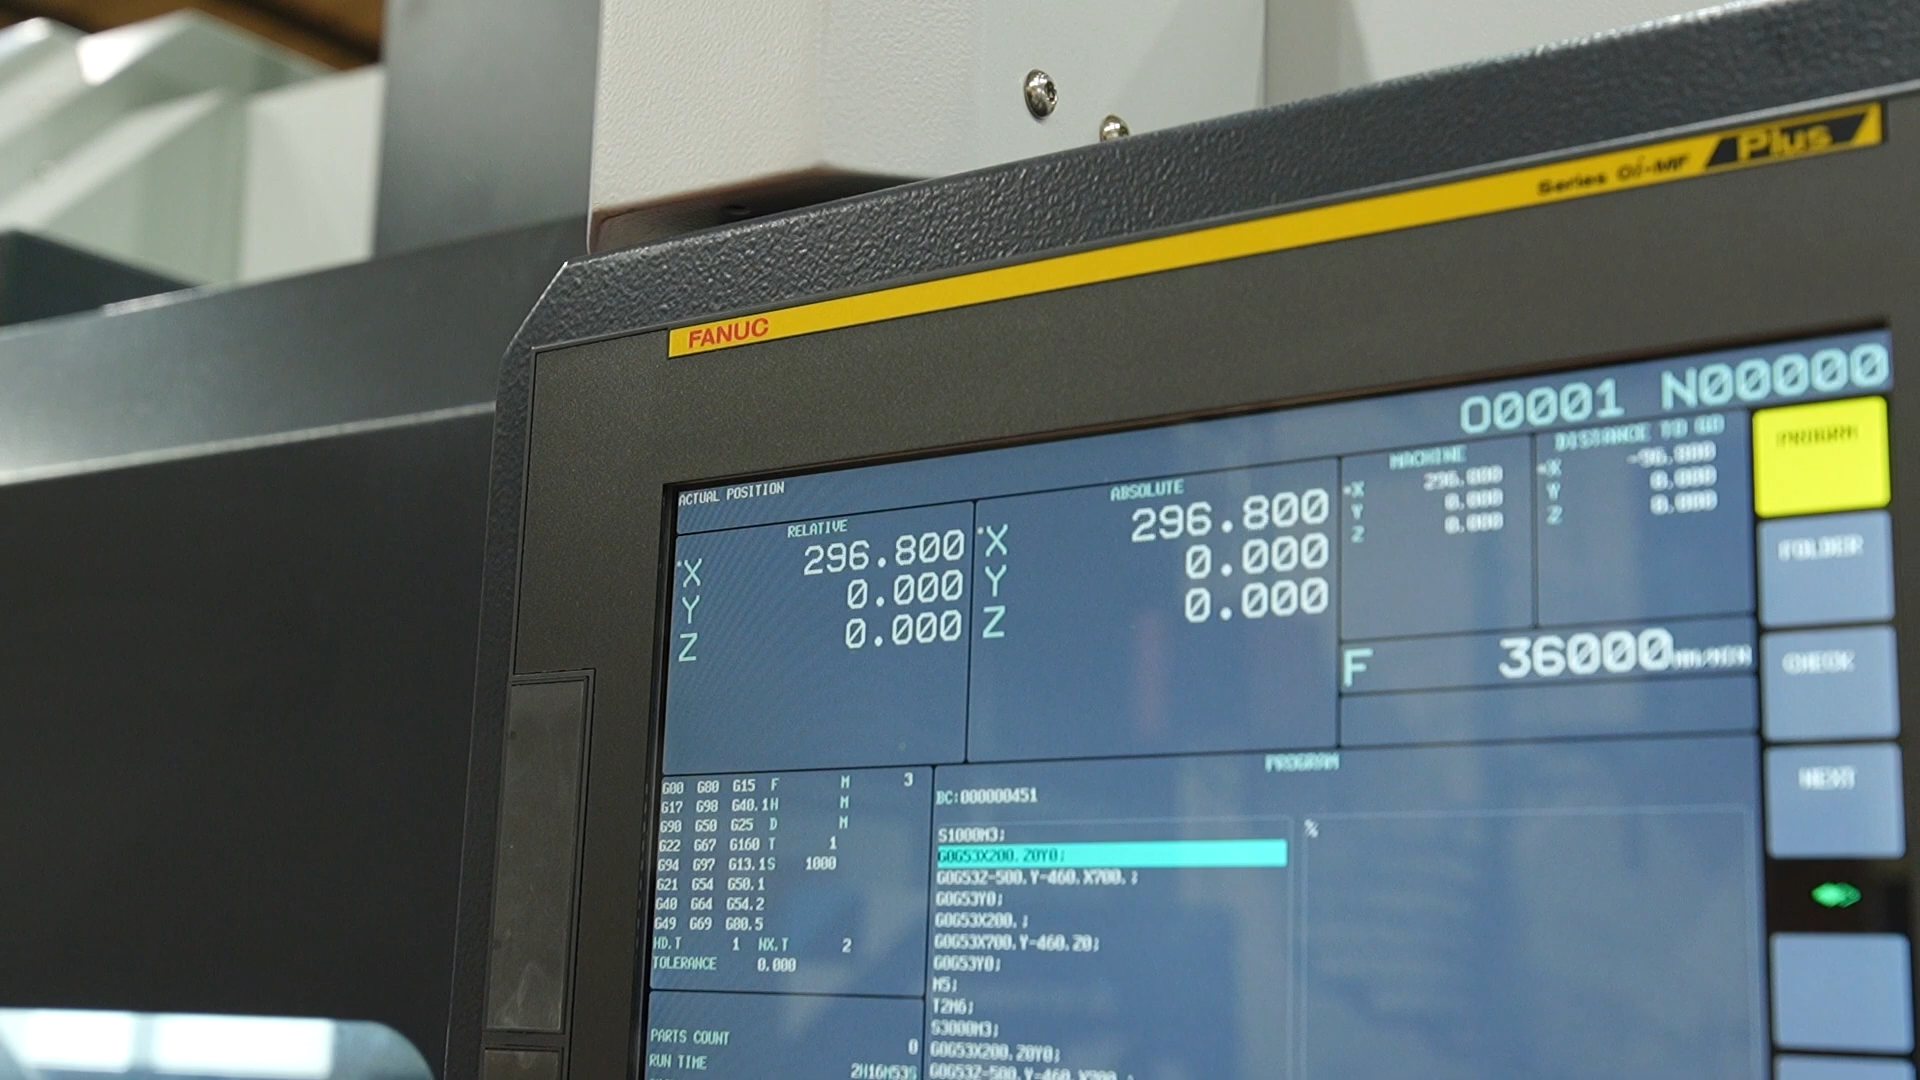 Series 0i-MF Plus
FANUC
O0001 N00000
ACTUAL POSITION
RELATIVE
X 296.800
Y 0.000
Z 0.000
ABSOLUTE
X 296.800
Y 0.000
Z 0.000
MACHINE
X 296.800
Y 0.000
Z 0.000
DISTANCE TO GO
X -96.800
Y 0.000
Z 0.000
F 36000 mm/min
PROGRM
FOLDER
CHECK
NEXT
G00 G80 G15 F M 3
G17 G98 G40.1 H M
G90 G50 G25 D M
G22 G67 G160 T 1
G94 G97 G13.1 S 1000
G21 G54 G50.1
G40 G64 G54.2
G49 G69 G80.5
HD.T 1 NX.T 2
TOLERANCE 0.000
PARTS COUNT 0
RUN TIME 2H16M53S
PROGRAM
BC:000000451
S1000M3;
G0G53X200.Z0Y0;
G0G53Z-500.Y-460.X700.;
G0G53Y0;
G0G53X200.;
G0G53X700.Y-460.Z0;
G0G53Y0;
M5;
T2M6;
S3000M3;
G0G53X200.Z0Y0;
G0G53Z-500.Y-460.X700.;
%